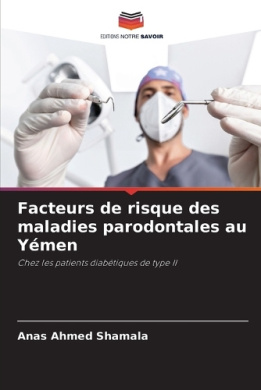 EDITIONS NOTRE SAVOIR
Facteurs de risque des
maladies parodontales au
Yémen
Chez les patients diabétiques de type II
Anas Ahmed Shamala